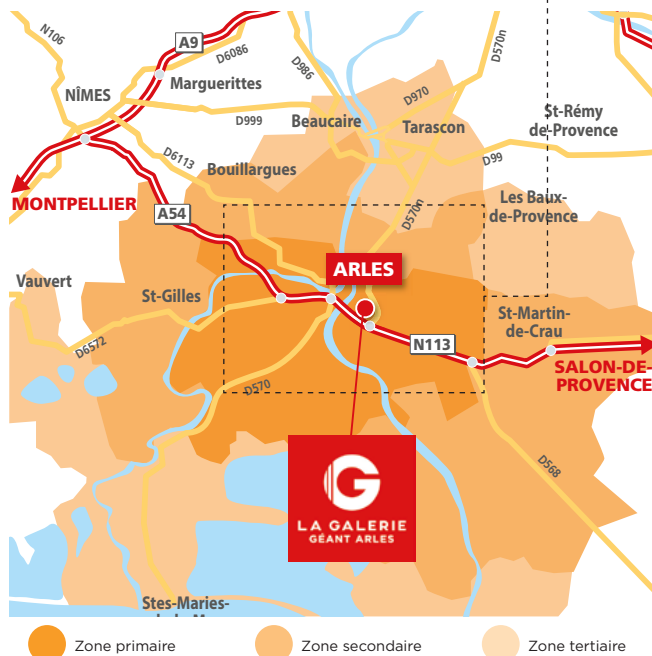 N106
A9
D6086
D986
D570n
Marguerittes
NÎMES
D970
D999
Beaucaire
Tarascon
St-Rémy
de-Provence
D6113
D99
Bouillargues
MONTPELLIER
A54
D570n
Les Baux-
de-Provence
ARLES
Vauvert
St-Gilles
St-Martin-
de-Crau
D6572
N113
SALON-DE-
PROVENCE
D570
D568
G
LA GALERIE
GÉANT ARLES
Stes-Maries-
Zone primaire
Zone secondaire
Zone tertiaire